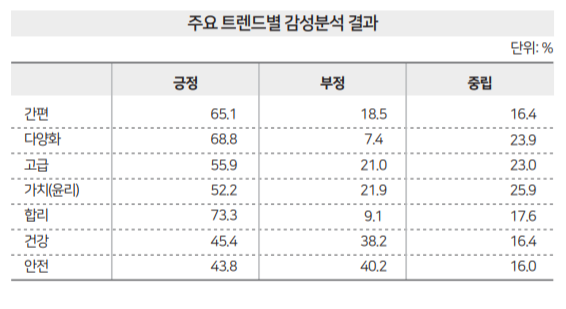 주요 트렌드별 감성분석 결과
단위: %
긍정 부정 중립
간편 65.1 18.5 16.4
다양화 68.8 7.4 23.9
고급 55.9 21.0 23.0
가치(윤리) 52.2 21.9 25.9
합리 73.3 9.1 17.6
건강 45.4 38.2 16.4
안전 43.8 40.2 16.0